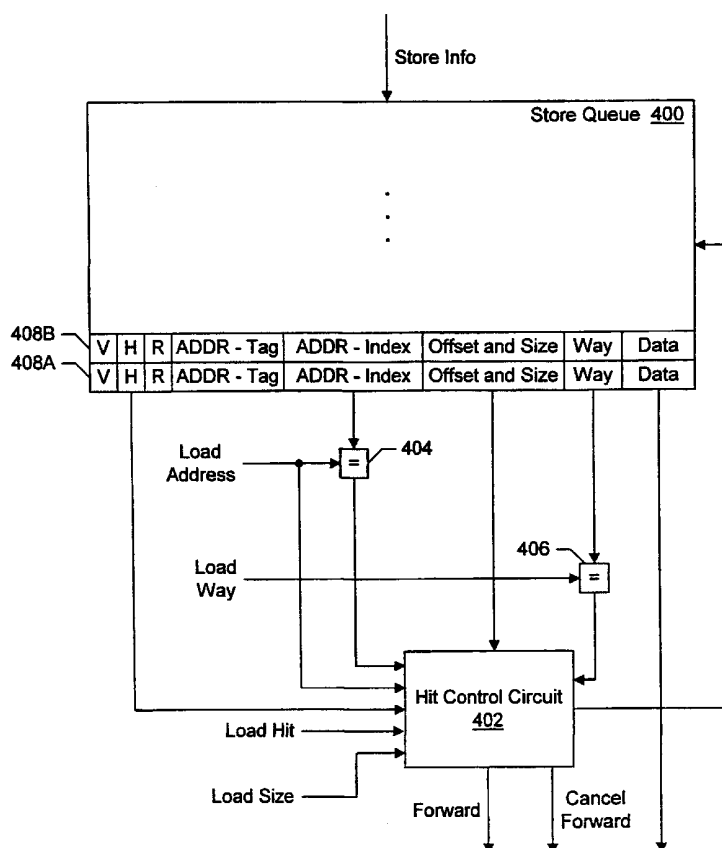 Store Info
Store Queue 400
408B
V H R ADDR - Tag ADDR - Index Offset and Size Way Data
408A
V H R ADDR - Tag ADDR - Index Offset and Size Way Data
Load
Address
=
404
406
Load
Way
=
Hit Control Circuit
402
Load Hit
Load Size
Forward
Cancel
Forward